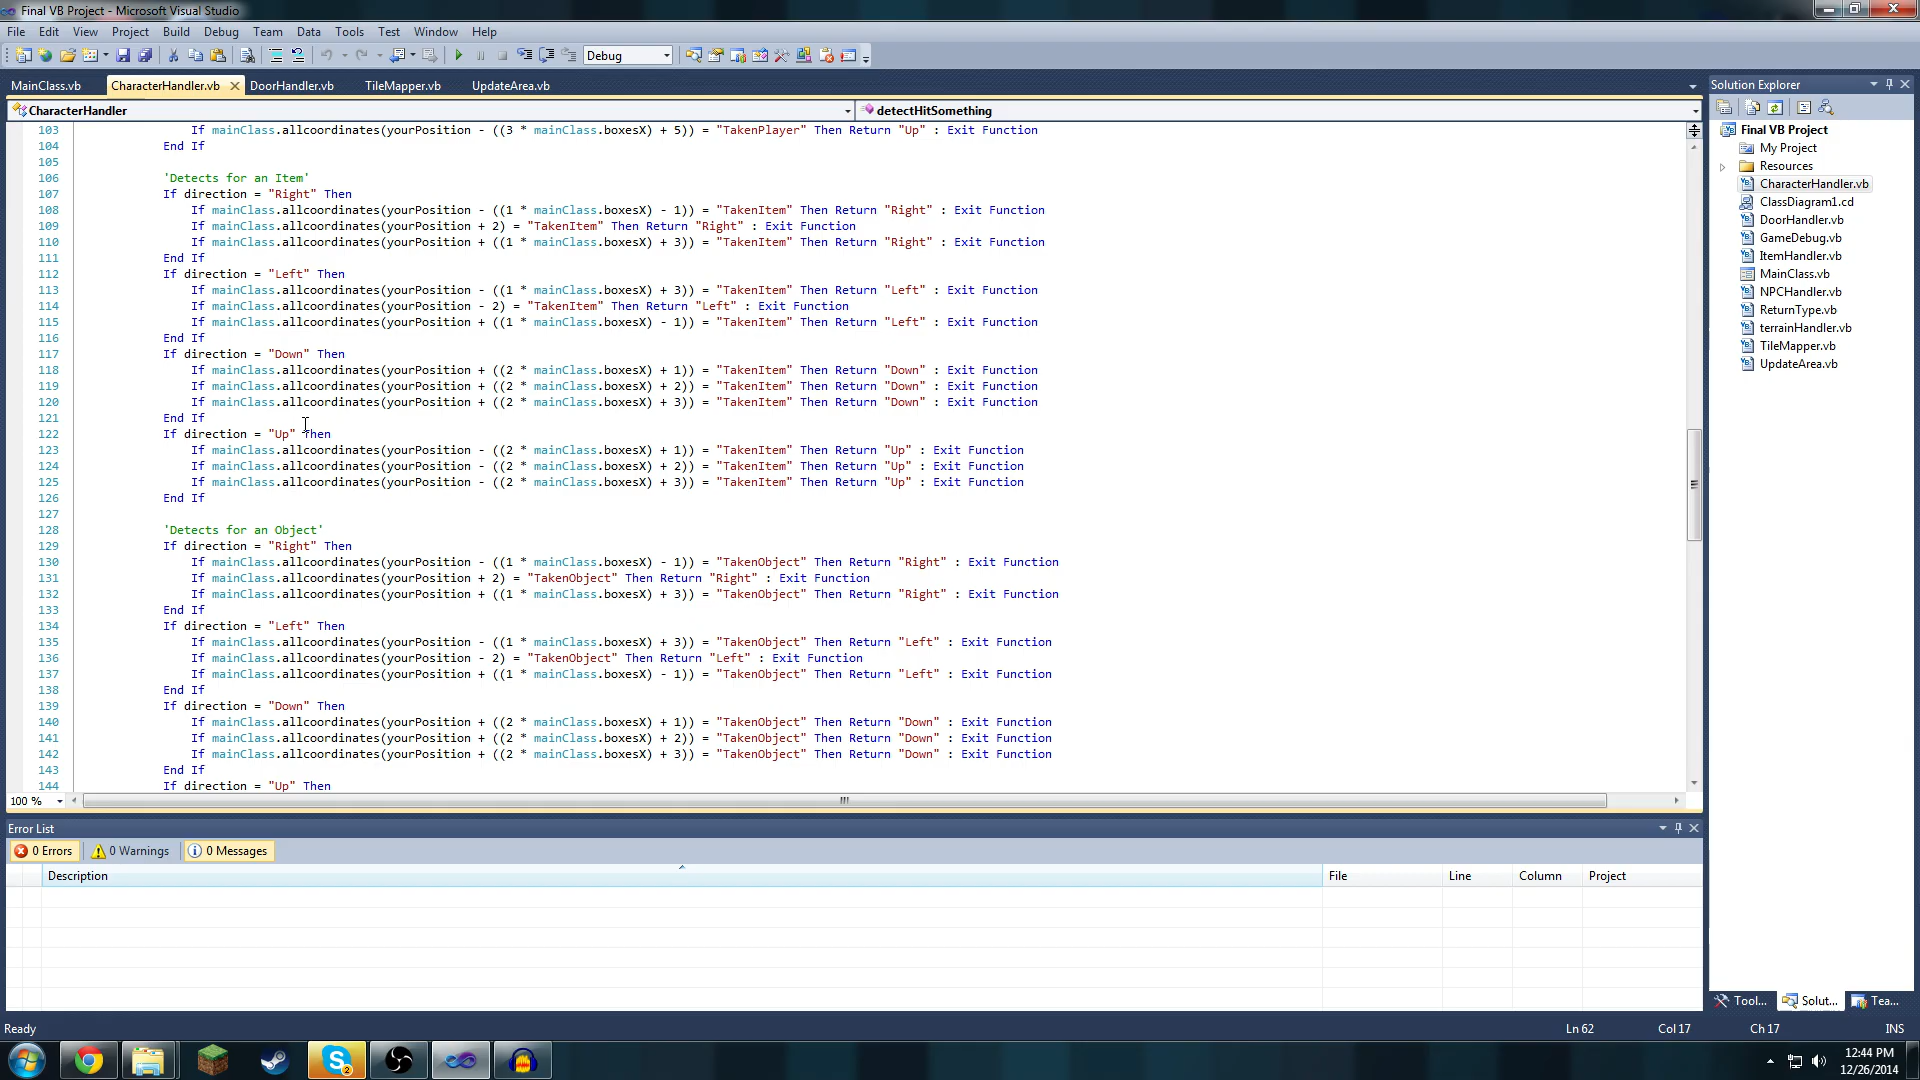 Final VB Project - Microsoft Visual Studio
File Edit View Project Build Debug Team Data Tools Test Window Help
Debug
MainClass.vb CharacterHandler.vb DoorHandler.vb TileMapper.vb UpdateArea.vb
CharacterHandler detectHitSomething
103 If mainClass.allcoordinates(yourPosition - ((3 * mainClass.boxesX) + 5)) = "TakenPlayer" Then Return "Up" : Exit Function
104 End If
105
106 'Detects for an Item'
107 If direction = "Right" Then
108 If mainClass.allcoordinates(yourPosition - ((1 * mainClass.boxesX) - 1)) = "TakenItem" Then Return "Right" : Exit Function
109 If mainClass.allcoordinates(yourPosition + 2) = "TakenItem" Then Return "Right" : Exit Function
110 If mainClass.allcoordinates(yourPosition + ((1 * mainClass.boxesX) + 3)) = "TakenItem" Then Return "Right" : Exit Function
111 End If
112 If direction = "Left" Then
113 If mainClass.allcoordinates(yourPosition - ((1 * mainClass.boxesX) + 3)) = "TakenItem" Then Return "Left" : Exit Function
114 If mainClass.allcoordinates(yourPosition - 2) = "TakenItem" Then Return "Left" : Exit Function
115 If mainClass.allcoordinates(yourPosition + ((1 * mainClass.boxesX) - 1)) = "TakenItem" Then Return "Left" : Exit Function
116 End If
117 If direction = "Down" Then
118 If mainClass.allcoordinates(yourPosition + ((2 * mainClass.boxesX) + 1)) = "TakenItem" Then Return "Down" : Exit Function
119 If mainClass.allcoordinates(yourPosition + ((2 * mainClass.boxesX) + 2)) = "TakenItem" Then Return "Down" : Exit Function
120 If mainClass.allcoordinates(yourPosition + ((2 * mainClass.boxesX) + 3)) = "TakenItem" Then Return "Down" : Exit Function
121 End If
122 If direction = "Up" Then
123 If mainClass.allcoordinates(yourPosition - ((2 * mainClass.boxesX) + 1)) = "TakenItem" Then Return "Up" : Exit Function
124 If mainClass.allcoordinates(yourPosition - ((2 * mainClass.boxesX) + 2)) = "TakenItem" Then Return "Up" : Exit Function
125 If mainClass.allcoordinates(yourPosition - ((2 * mainClass.boxesX) + 3)) = "TakenItem" Then Return "Up" : Exit Function
126 End If
127
128 'Detects for an Object'
129 If direction = "Right" Then
130 If mainClass.allcoordinates(yourPosition - ((1 * mainClass.boxesX) - 1)) = "TakenObject" Then Return "Right" : Exit Function
131 If mainClass.allcoordinates(yourPosition + 2) = "TakenObject" Then Return "Right" : Exit Function
132 If mainClass.allcoordinates(yourPosition + ((1 * mainClass.boxesX) + 3)) = "TakenObject" Then Return "Right" : Exit Function
133 End If
134 If direction = "Left" Then
135 If mainClass.allcoordinates(yourPosition - ((1 * mainClass.boxesX) + 3)) = "TakenObject" Then Return "Left" : Exit Function
136 If mainClass.allcoordinates(yourPosition - 2) = "TakenObject" Then Return "Left" : Exit Function
137 If mainClass.allcoordinates(yourPosition + ((1 * mainClass.boxesX) - 1)) = "TakenObject" Then Return "Left" : Exit Function
138 End If
139 If direction = "Down" Then
140 If mainClass.allcoordinates(yourPosition + ((2 * mainClass.boxesX) + 1)) = "TakenObject" Then Return "Down" : Exit Function
141 If mainClass.allcoordinates(yourPosition + ((2 * mainClass.boxesX) + 2)) = "TakenObject" Then Return "Down" : Exit Function
142 If mainClass.allcoordinates(yourPosition + ((2 * mainClass.boxesX) + 3)) = "TakenObject" Then Return "Down" : Exit Function
143 End If
144 If direction = "Up" Then
100 %
Solution Explorer
Final VB Project
My Project
Resources
CharacterHandler.vb
ClassDiagram1.cd
DoorHandler.vb
GameDebug.vb
ItemHandler.vb
MainClass.vb
NPCHandler.vb
ReturnType.vb
terrainHandler.vb
TileMapper.vb
UpdateArea.vb
Tool... Solut... Tea...
Error List
0 Errors 0 Warnings 0 Messages
Description File Line Column Project
Ready Ln 62 Col 17 Ch 17 INS
2
12:44 PM
12/26/2014